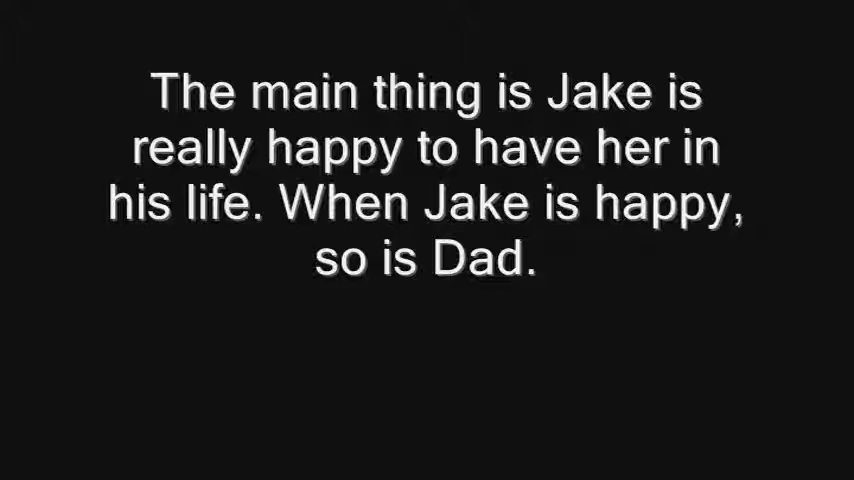 The main thing is Jake is
really happy to have her in
his life. When Jake is happy,
so is Dad.